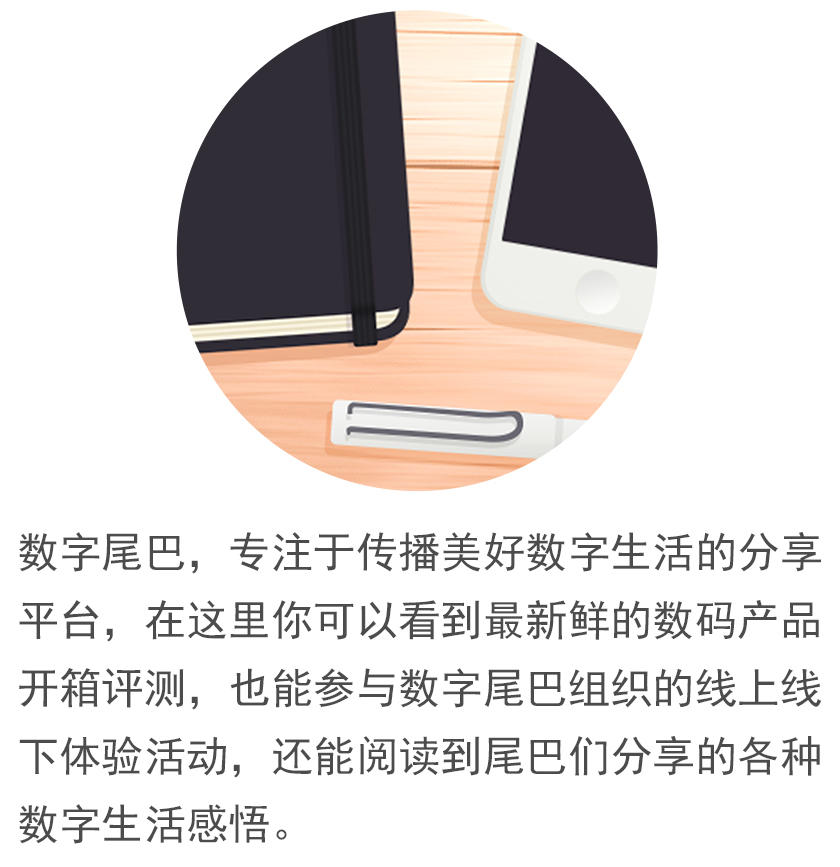 数字尾巴，专注于传播美好数字生活的分享
平台，在这里你可以看到最新鲜的数码产品
开箱评测，也能参与数字尾巴组织的线上线
下体验活动，还能阅读到尾巴们分享的各种
数字生活感悟。